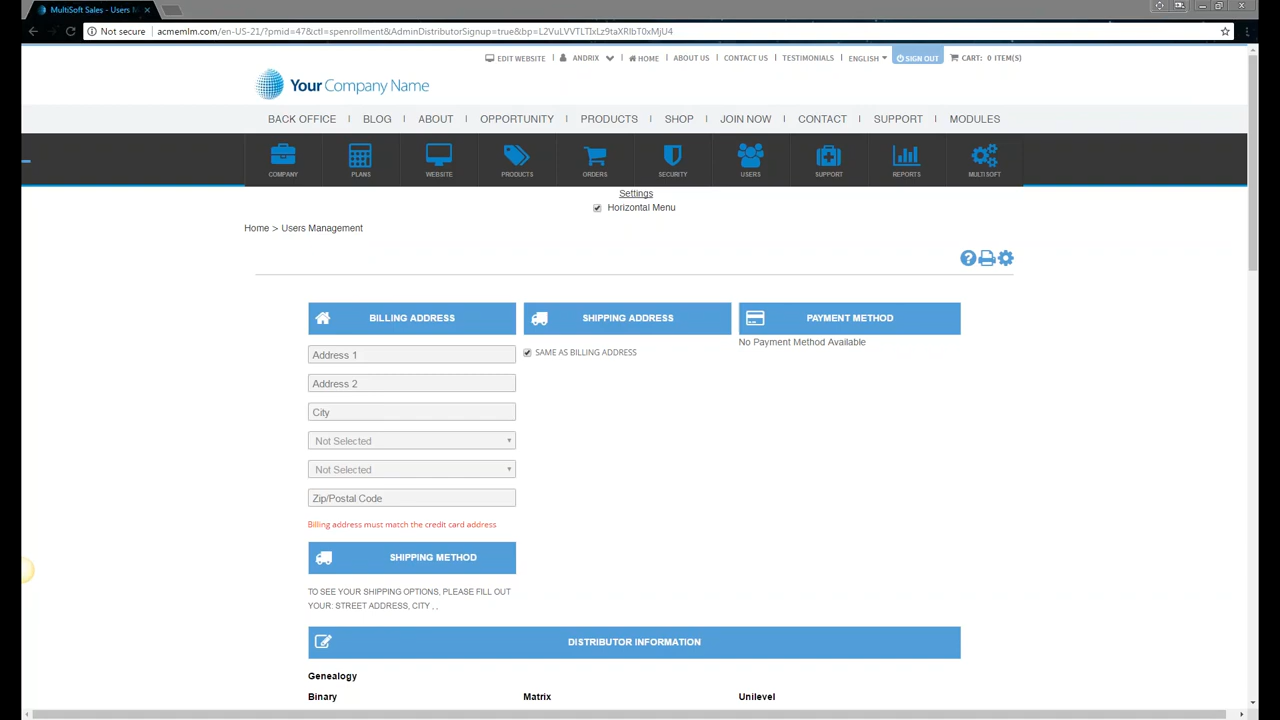 MultiSoft Sales - Users M
Not secure acmemlm.com/en-US-21/?pmid=47&ctl=spenrollment&AdminDistributorSignup=true&bp=L2VuLVVTLTIxLz9taXRlbT0xMjU4
EDIT WEBSITE | ANDRIX | HOME | ABOUT US | CONTACT US | TESTIMONIALS | ENGLISH SIGN OUT CART: 0 ITEM(S)
Your Company Name
BACK OFFICE | BLOG | ABOUT | OPPORTUNITY | PRODUCTS | SHOP | JOIN NOW | CONTACT | SUPPORT | MODULES
COMPANY PLANS WEBSITE PRODUCTS ORDERS SECURITY USERS SUPPORT REPORTS MULTISOFT
Settings
Horizontal Menu
Home > Users Management
BILLING ADDRESS SHIPPING ADDRESS PAYMENT METHOD
No Payment Method Available
Address 1 SAME AS BILLING ADDRESS
Address 2
City
Not Selected
Not Selected
Zip/Postal Code
Billing address must match the credit card address
SHIPPING METHOD
TO SEE YOUR SHIPPING OPTIONS, PLEASE FILL OUT
YOUR: STREET ADDRESS, CITY , ,
DISTRIBUTOR INFORMATION
Genealogy
Binary Matrix Unilevel